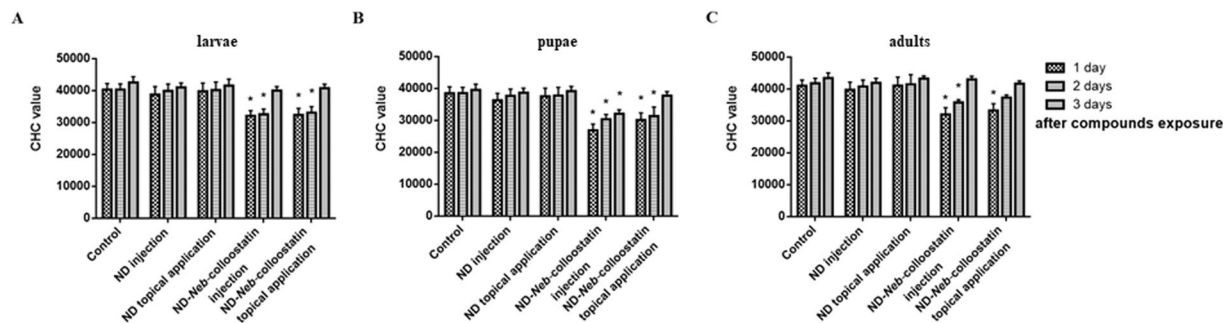 A
larvae
CHC value
50000
40000
30000
20000
10000
0
* * * *
Control
ND injection
ND topical application
ND-Neb-colloostatin
injection
ND-Neb-colloostatin
topical application
B
pupae
CHC value
50000
40000
30000
20000
10000
0
* * * * *
Control
ND injection
ND topical application
ND-Neb-colloostatin
injection
ND-Neb-colloostatin
topical application
C
adults
CHC value
50000
40000
30000
20000
10000
0
* * *
Control
ND injection
ND topical application
ND-Neb-colloostatin
injection
ND-Neb-colloostatin
topical application
1 day
2 days
3 days
after compounds exposure